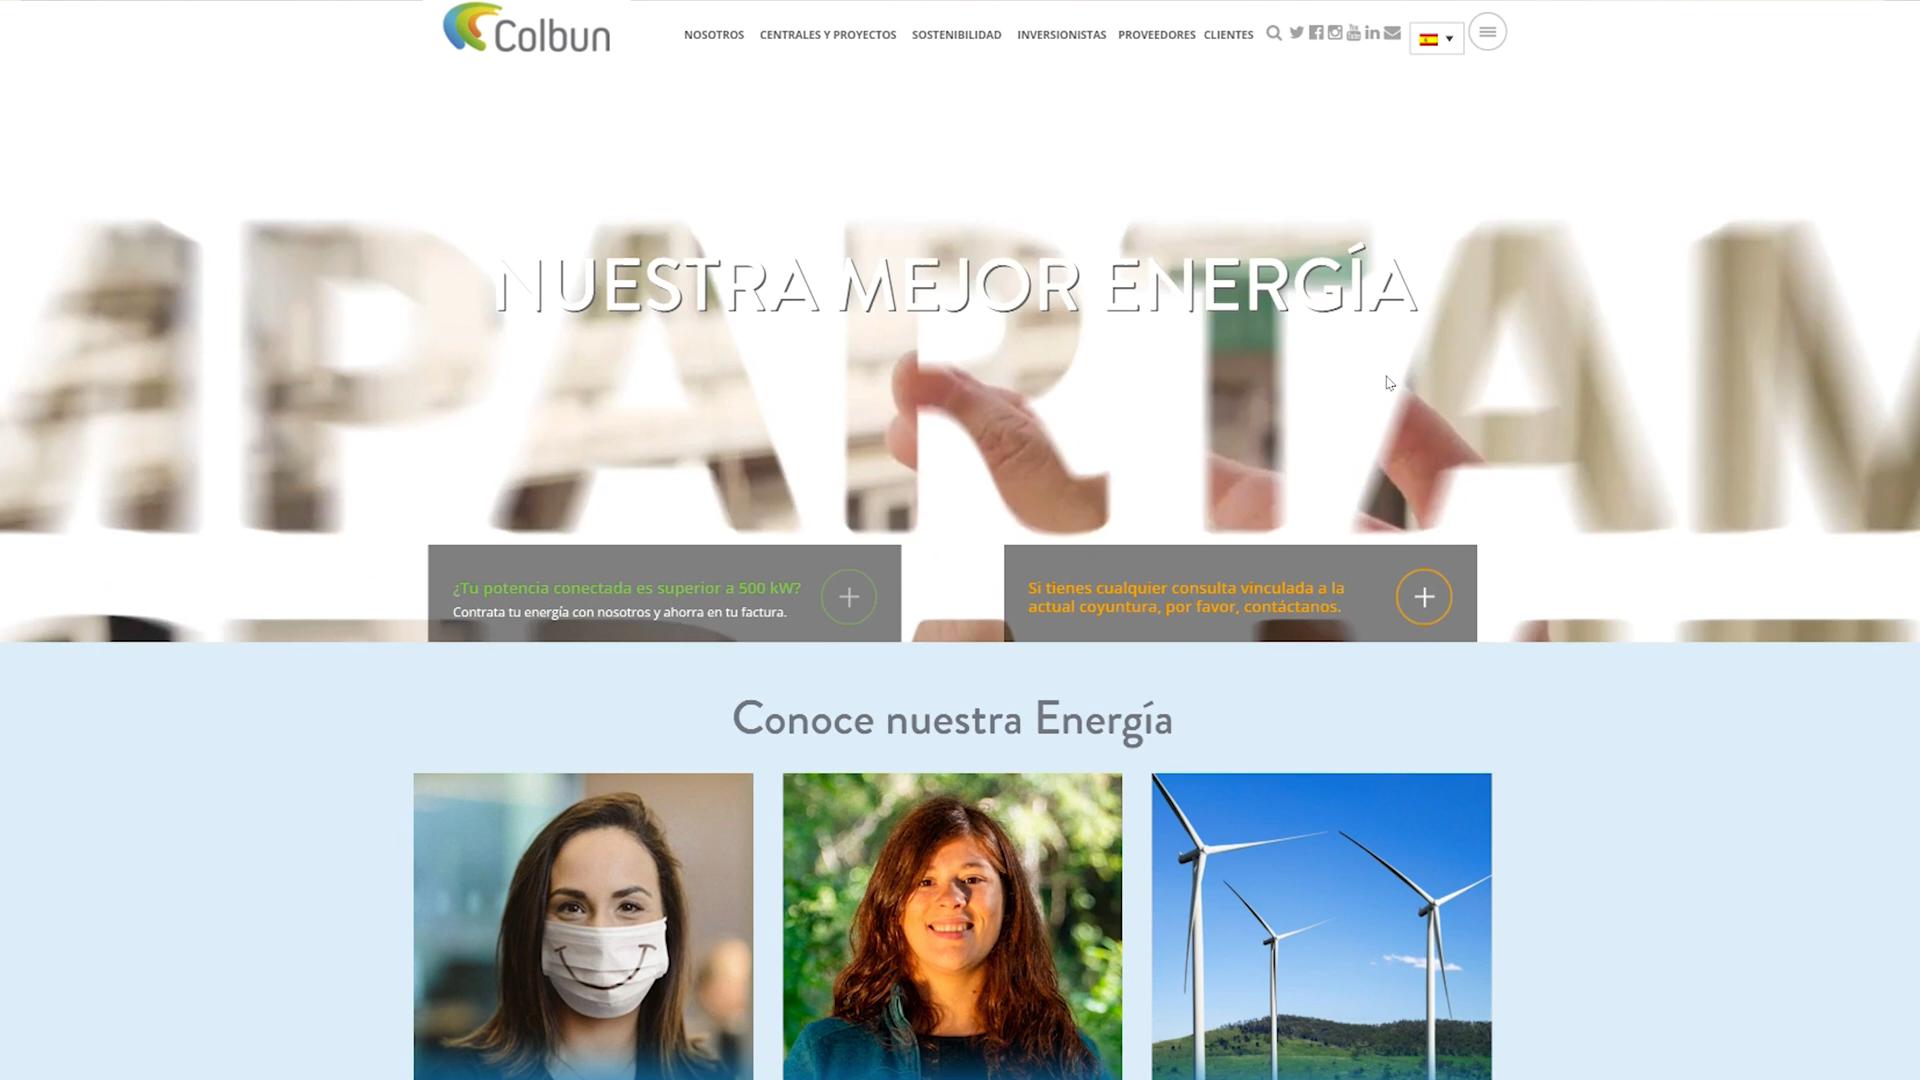 Colbun
NOSOTROS CENTRALES Y PROYECTOS SOSTENIBILIDAD INVERSIONISTAS PROVEEDORES CLIENTES
MPARTAM
NUESTRA MEJOR ENERGÍA
¿Tu potencia conectada es superior a 500 kW?
Contrata tu energía con nosotros y ahorra en tu factura.
Si tienes cualquier consulta vinculada a la
actual coyuntura, por favor, contáctanos.
Conoce nuestra Energía